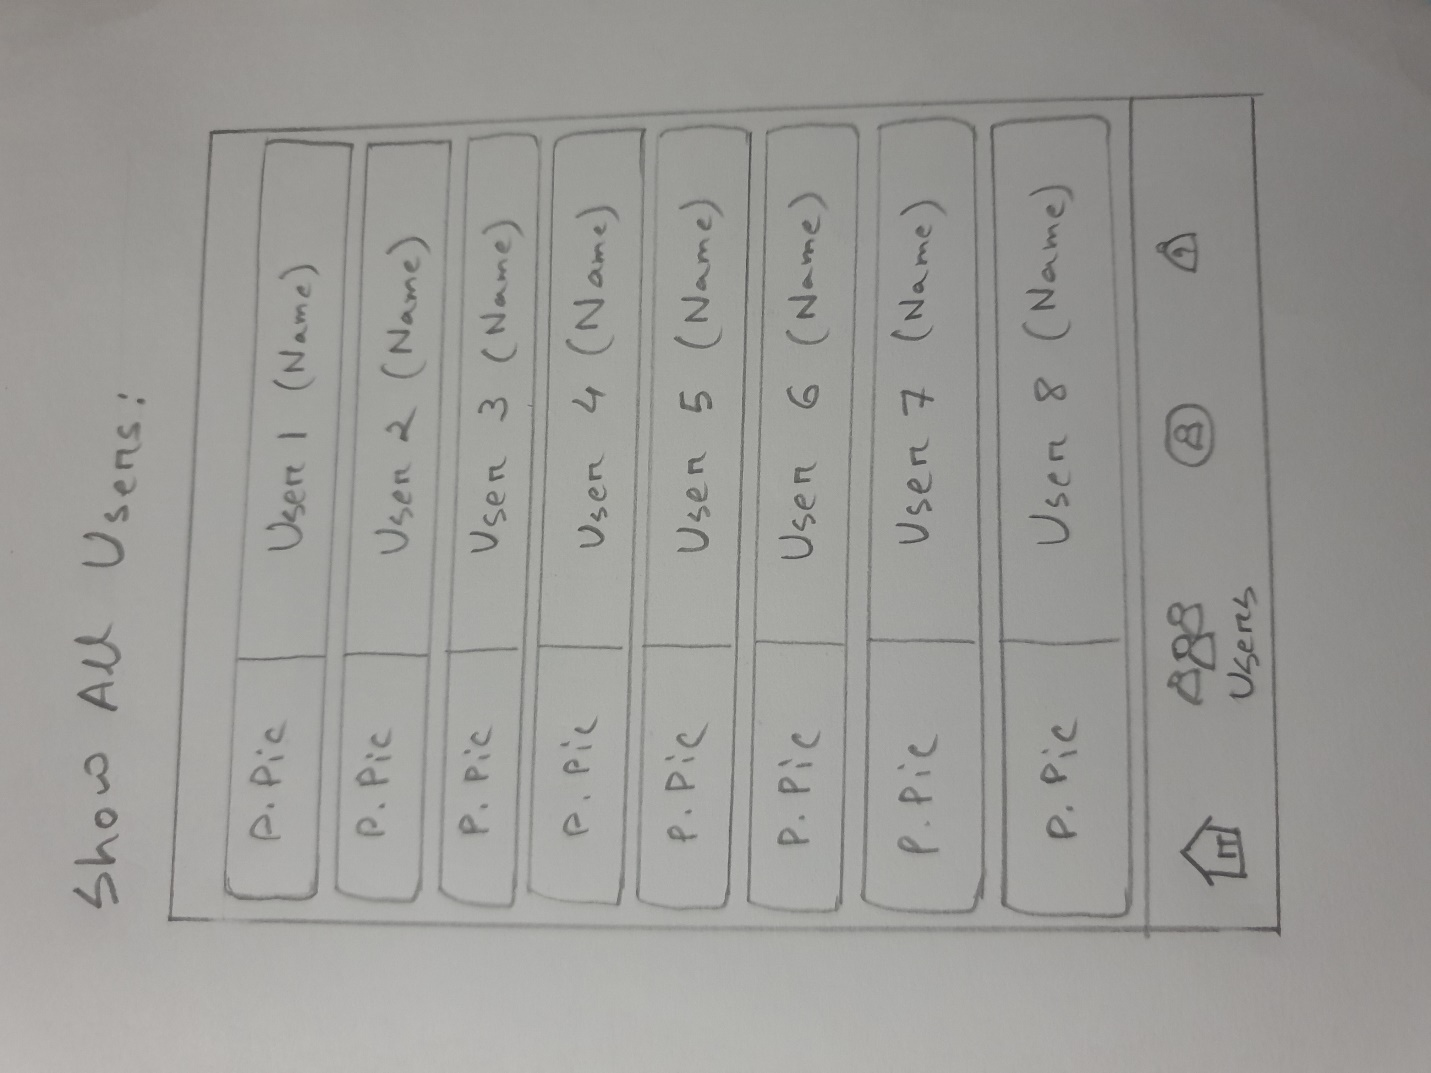 Show All Users:
P.Pic User 1 (Name)
P.Pic User 2 (Name)
P.Pic User 3 (Name)
P.Pic User 4 (Name)
P.Pic User 5 (Name)
P.Pic User 6 (Name)
P.Pic User 7 (Name)
P.Pic User 8 (Name)
Users